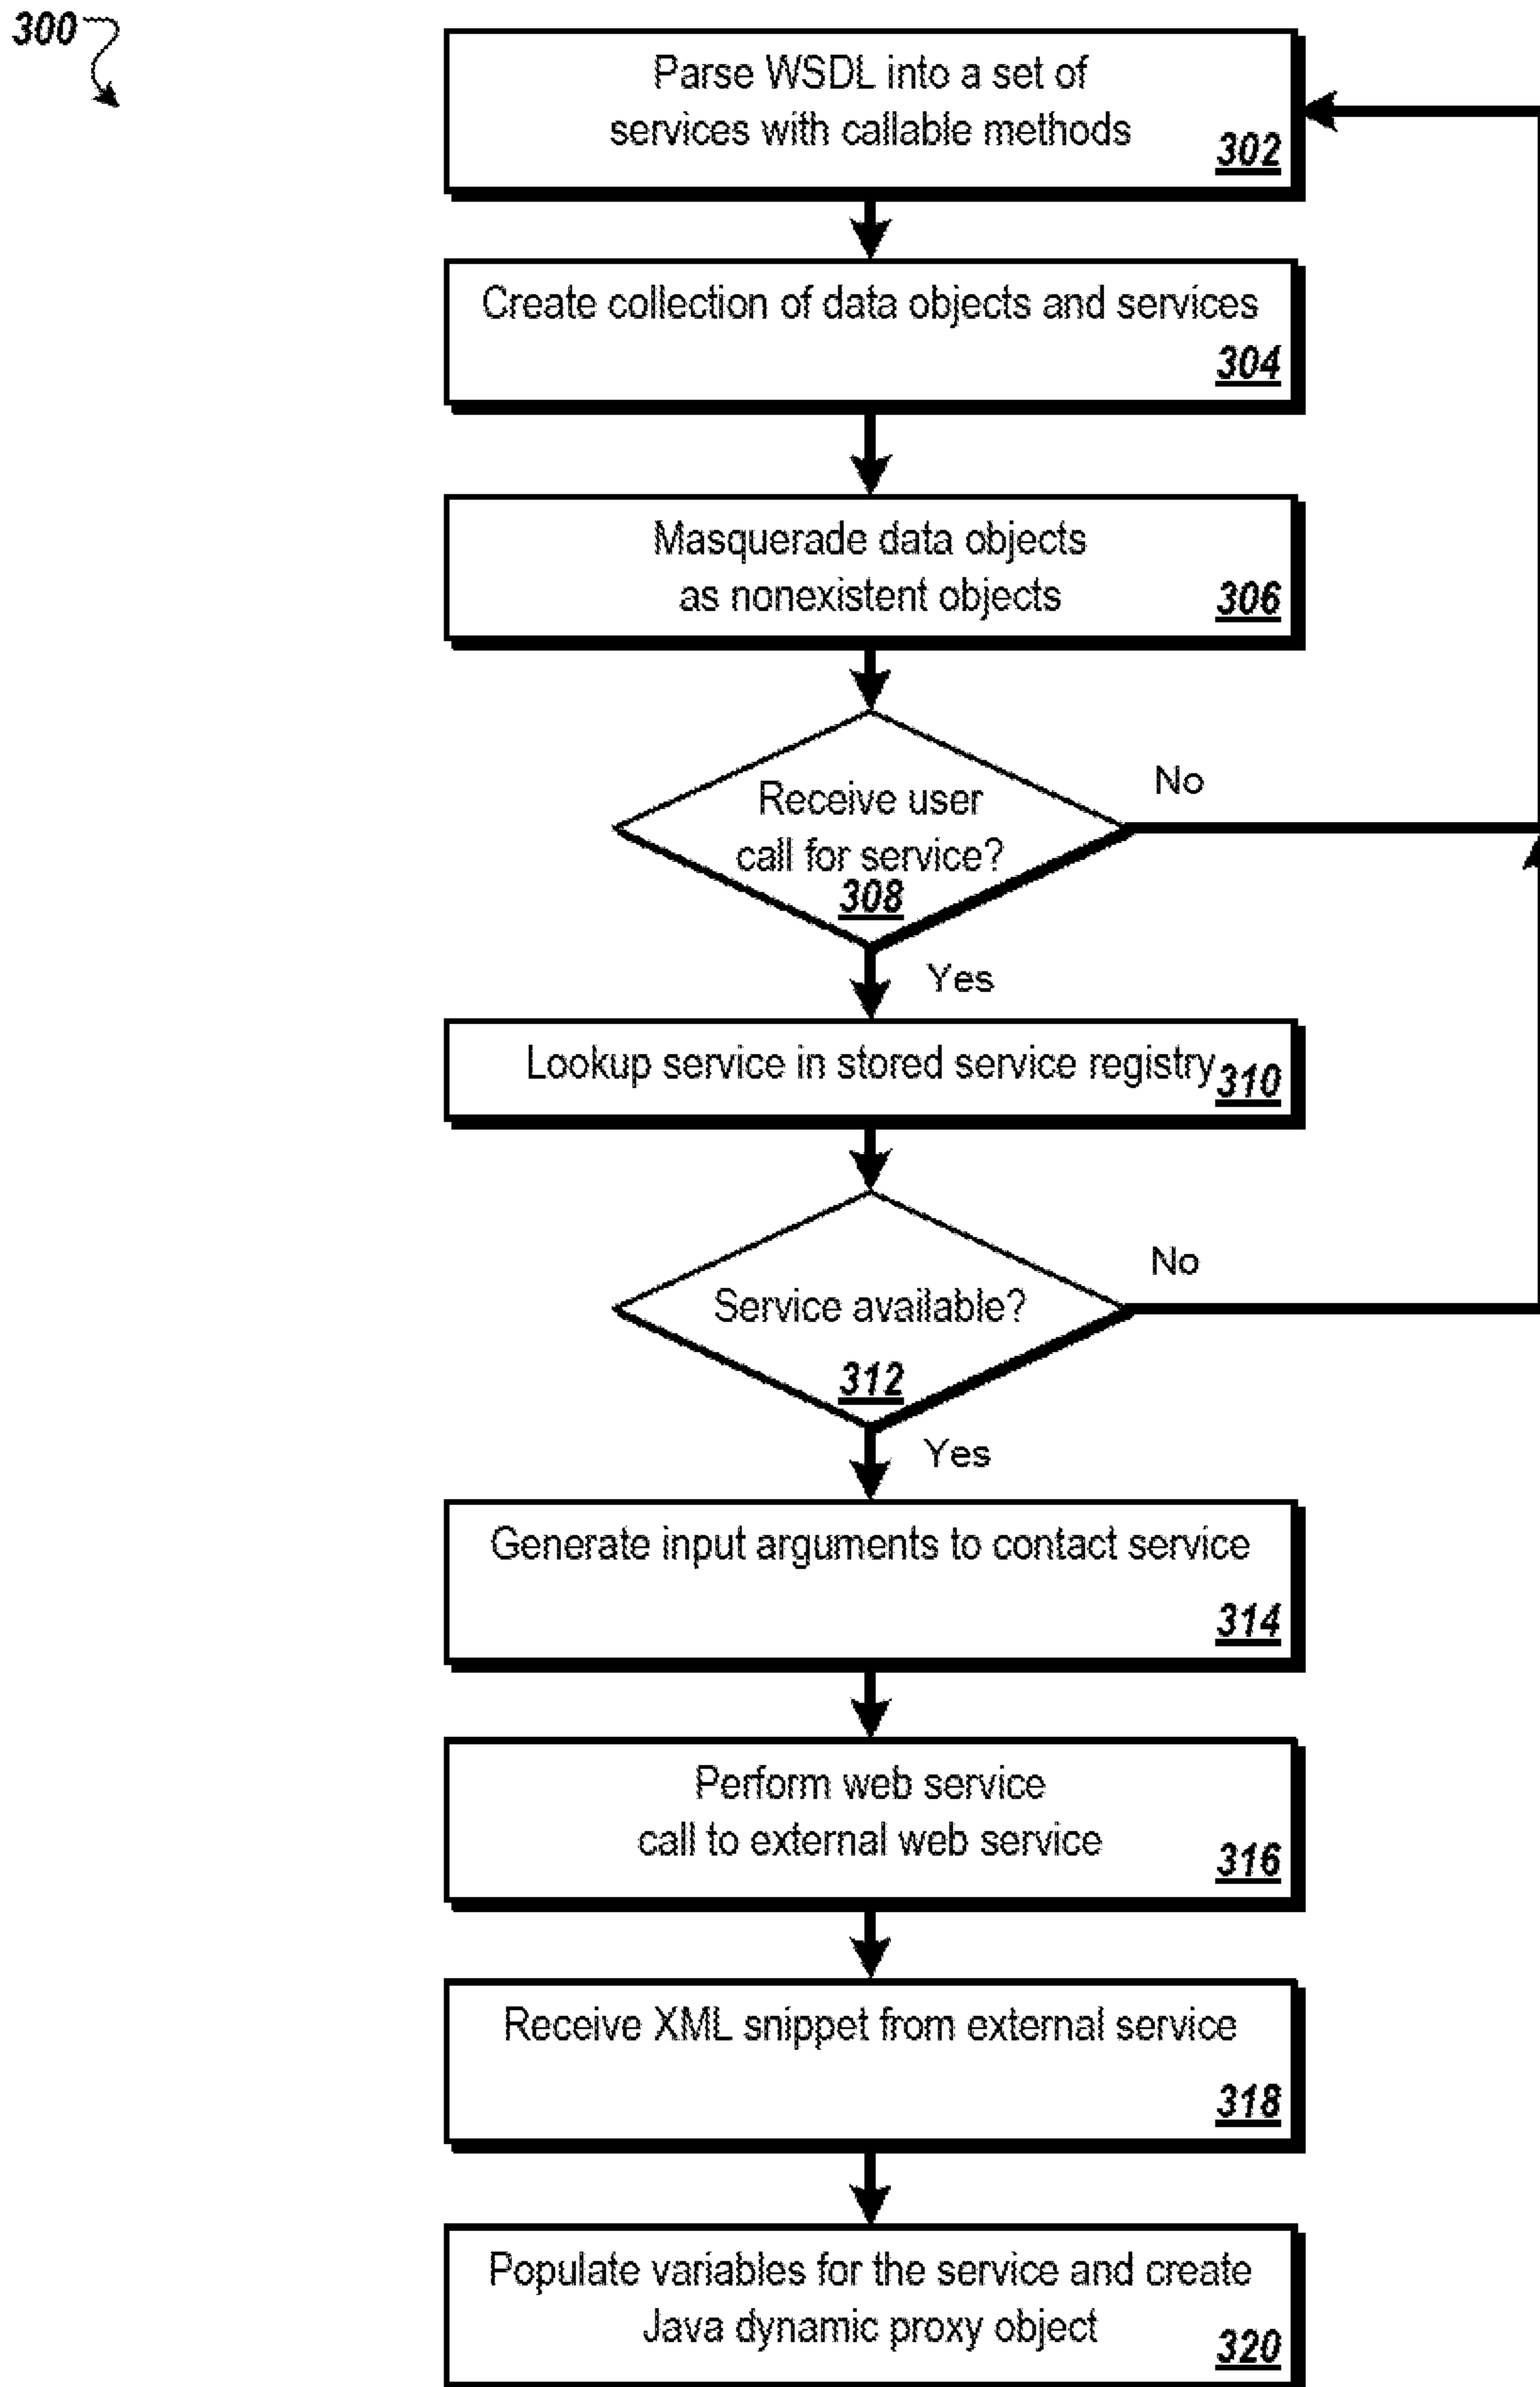 300
Parse WSDL into a set of
services with callable methods
302
Create collection of data objects and services
304
Masquerade data objects
as nonexistent objects
306
Receive user
call for service?
308
No
Yes
Lookup service in stored service registry
310
Service available?
312
No
Yes
Generate input arguments to contact service
314
Perform web service
call to external web service
316
Receive XML snippet from external service
318
Populate variables for the service and create
Java dynamic proxy object
320